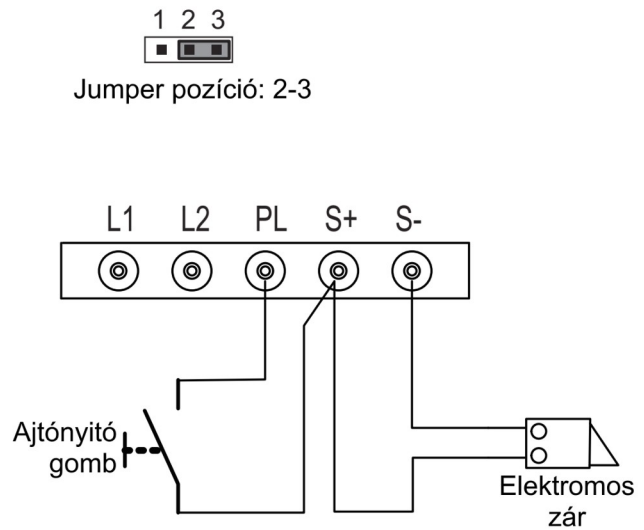 1 2 3
Jumper pozíció: 2-3
L1 L2 PL S+ S-
Ajtónyitó
gomb
Elektromos
zár